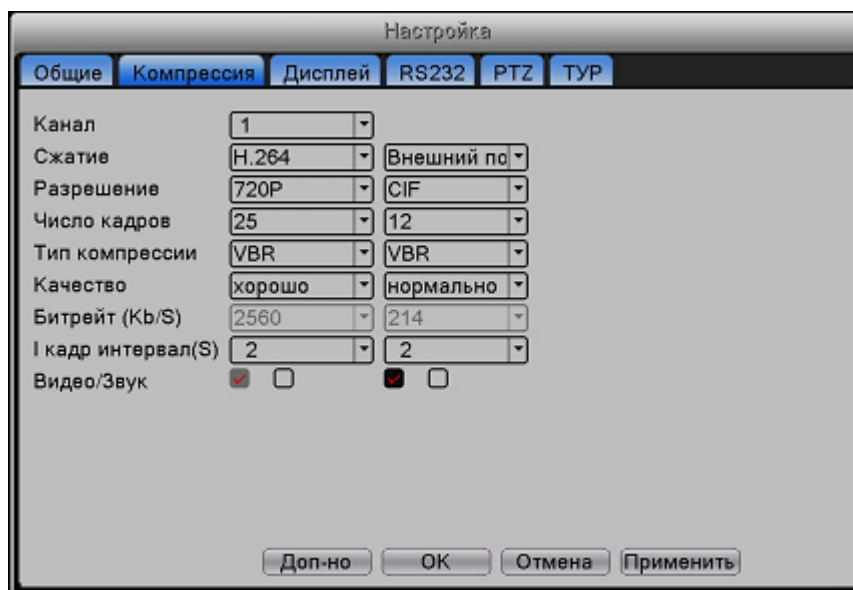 Настройка
Общие Компрессия Дисплей RS232 PTZ ТУР
Канал 1
Сжатие H.264 Внешний по
Разрешение 720P CIF
Число кадров 25 12
Тип компрессии VBR VBR
Качество хорошо нормально
Битрейт (Kb/S) 2560 214
I кадр интервал(S) 2 2
Видео/Звук
Доп-но OK Отмена Применить